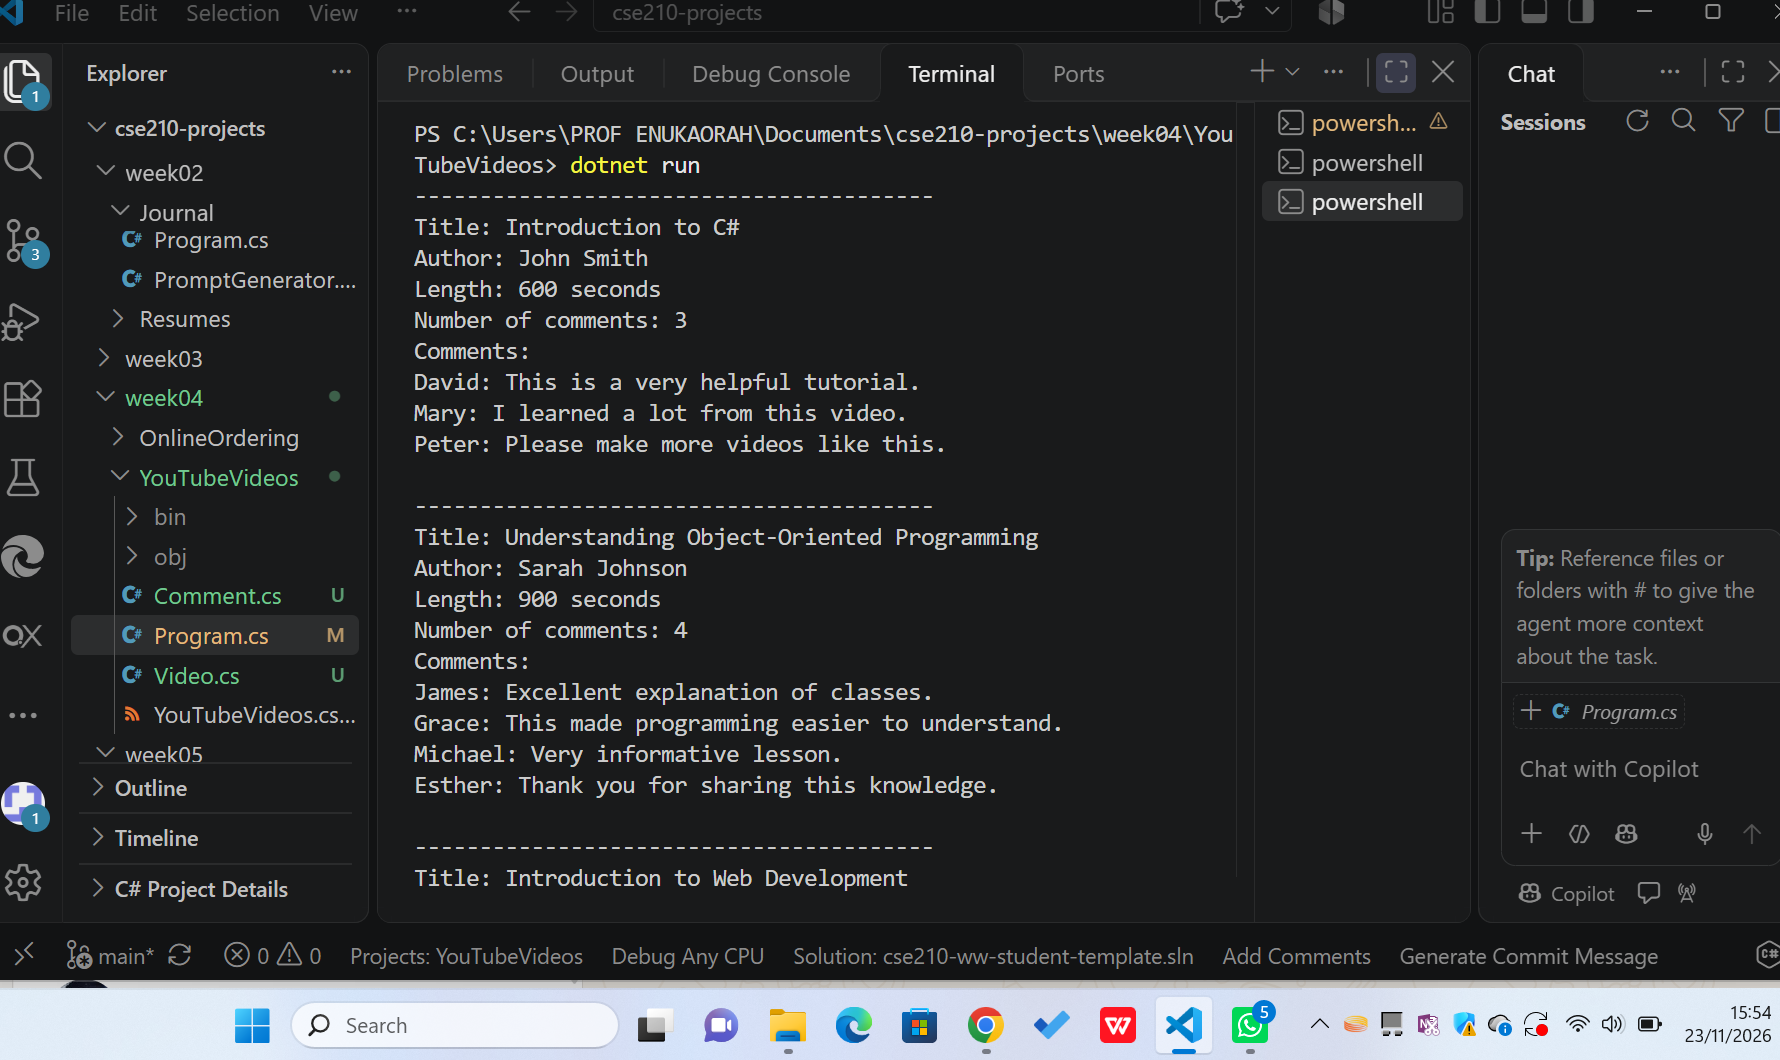 File Edit Selection View ... cse210-projects
Explorer
cse210-projects
week02
Journal
Program.cs
PromptGenerator....
Resumes
week03
week04
OnlineOrdering
YouTubeVideos
bin
obj
Comment.cs U
Program.cs M
Video.cs U
YouTubeVideos.cs...
week05
Outline
Timeline
C# Project Details
1
3
1
Problems Output Debug Console Terminal Ports
PS C:\Users\PROF ENUKAORAH\Documents\cse210-projects\week04\You
TubeVideos> dotnet run
----------------------------------------
Title: Introduction to C#
Author: John Smith
Length: 600 seconds
Number of comments: 3
Comments:
David: This is a very helpful tutorial.
Mary: I learned a lot from this video.
Peter: Please make more videos like this.
----------------------------------------
Title: Understanding Object-Oriented Programming
Author: Sarah Johnson
Length: 900 seconds
Number of comments: 4
Comments:
James: Excellent explanation of classes.
Grace: This made programming easier to understand.
Michael: Very informative lesson.
Esther: Thank you for sharing this knowledge.
----------------------------------------
Title: Introduction to Web Development
powersh...
powershell
powershell
Chat
Sessions
Tip: Reference files or
folders with # to give the
agent more context
about the task.
Program.cs
Chat with Copilot
Copilot
main* 0 0 Projects: YouTubeVideos Debug Any CPU Solution: cse210-ww-student-template.sln Add Comments Generate Commit Message
Search
5
15:54
23/11/2026